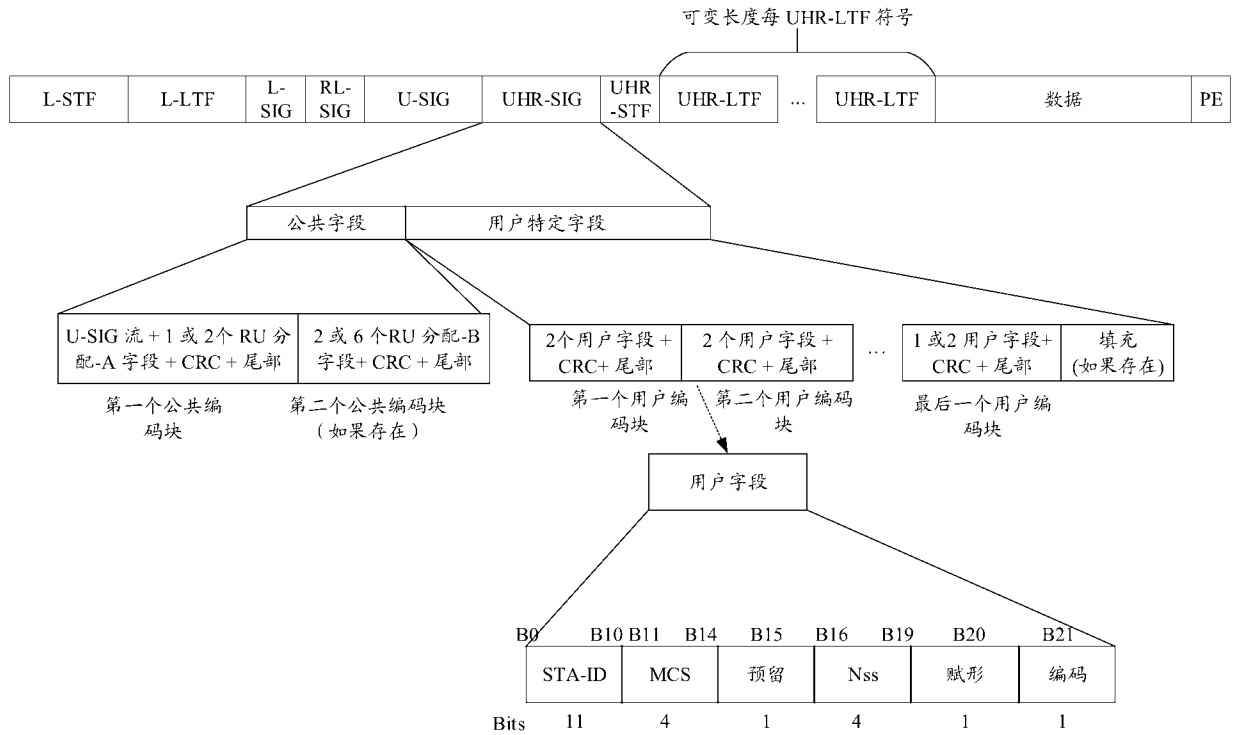 可变长度每 UHR-LTF 符号
L-STF
L-LTF
L-
SIG
RL-
SIG
U-SIG
UHR-SIG
UHR
-STF
UHR-LTF
...
UHR-LTF
数据
PE
公共字段
用户特定字段
U-SIG 流 + 1 或 2个 RU 分
配-A 字段 + CRC + 尾部
2 或 6 个RU 分配-B
字段+ CRC + 尾部
2个用户字段 +
CRC+ 尾部
2 个用户字段 +
CRC + 尾部
...
1 或2 用户字段+
CRC + 尾部
填充
(如果存在)
第一个公共编
码块
第二个公共编码块
（如果存在）
第一个用户编
码块
第二个用户编码
块
最后一个用户编
码块
用户字段
B0 B10 B11 B14 B15 B16 B19 B20 B21
STA-ID MCS 预留 Nss 赋形 编码
Bits 11 4 1 4 1 1